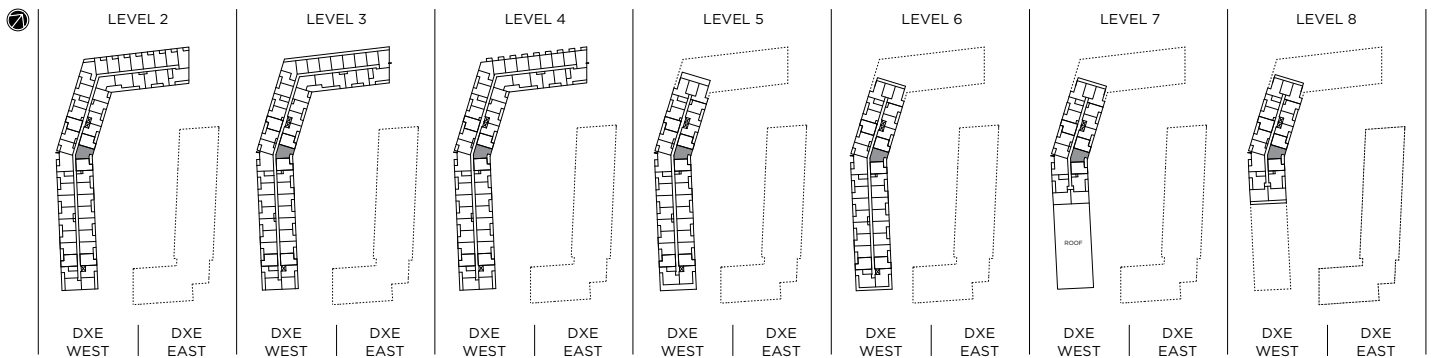 LEVEL 2
LEVEL 3
LEVEL 4
LEVEL 5
LEVEL 6
LEVEL 7
LEVEL 8
ROOF
DXE WEST
DXE EAST
DXE WEST
DXE EAST
DXE WEST
DXE EAST
DXE WEST
DXE EAST
DXE WEST
DXE EAST
DXE WEST
DXE EAST
DXE WEST
DXE EAST